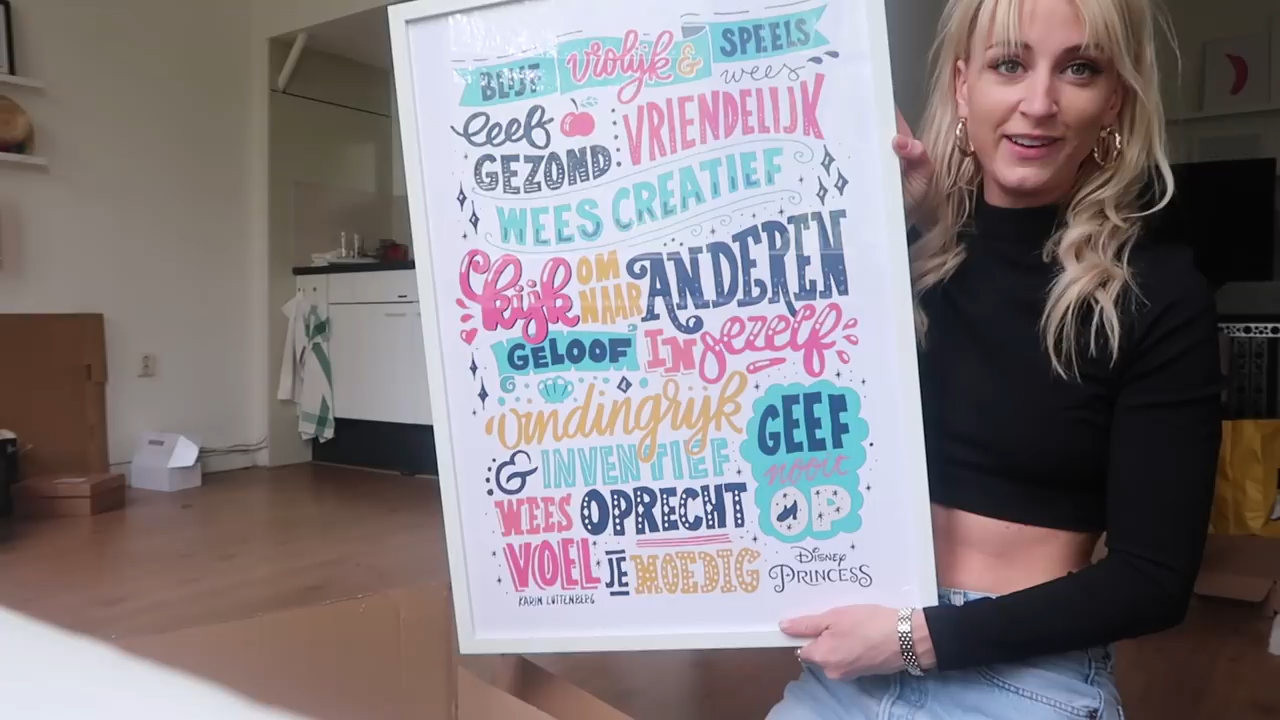 BLIJF vrolijk & SPEELS
leef wees
GEZOND VRIENDELIJK
WEES CREATIEF
kijk OM NAAR ANDEREN
GELOOF IN jezelf
vindingrijk
& INVENTIEF
GEEF nooit OP
WEES OPRECHT
VOEL JE MOEDIG
DISNEY PRINCESS
KARIN LUTTENBERG